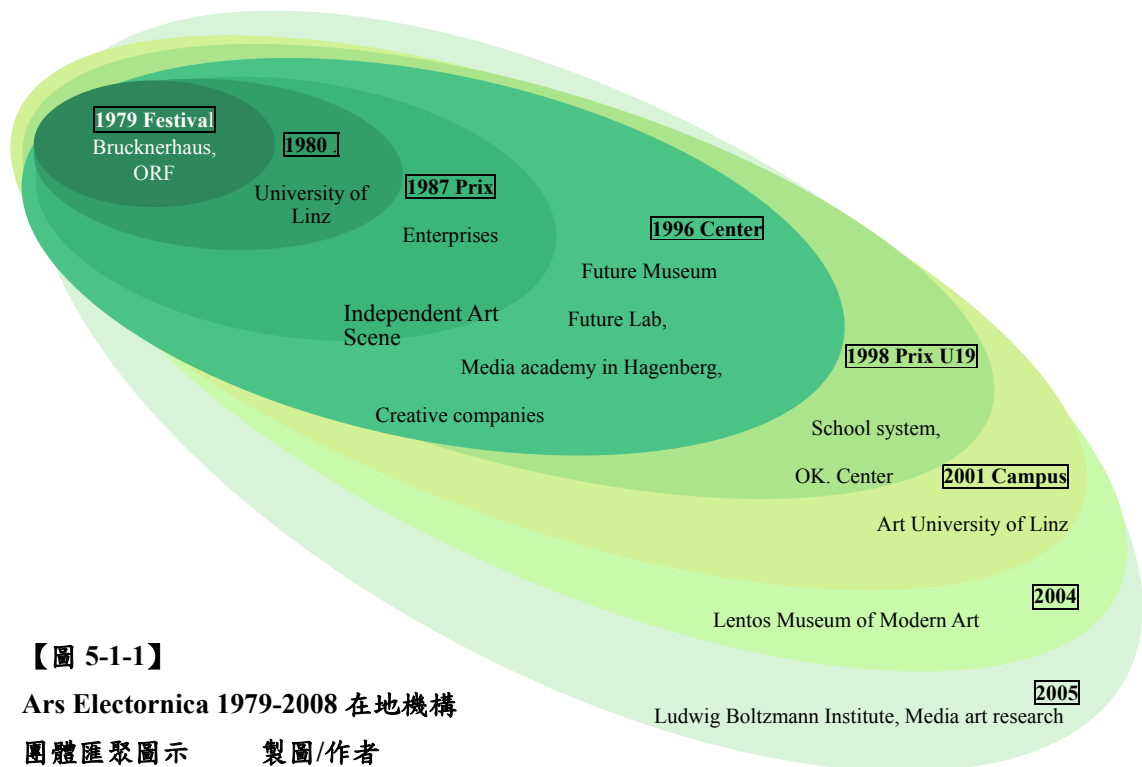 1979 Festival
Brucknerhaus,
ORF
1980 .
University of
Linz
1987 Prix
Enterprises
Independent Art
Scene
1996 Center
Future Museum
Future Lab,
Media academy in Hagenberg,
Creative companies
1998 Prix U19
School system,
OK. Center
2001 Campus
Art University of Linz
2004
Lentos Museum of Modern Art
2005
Ludwig Boltzmann Institute, Media art research
【圖 5-1-1】
Ars Electornica 1979-2008 在地機構
團體匯聚圖示 製圖/作者